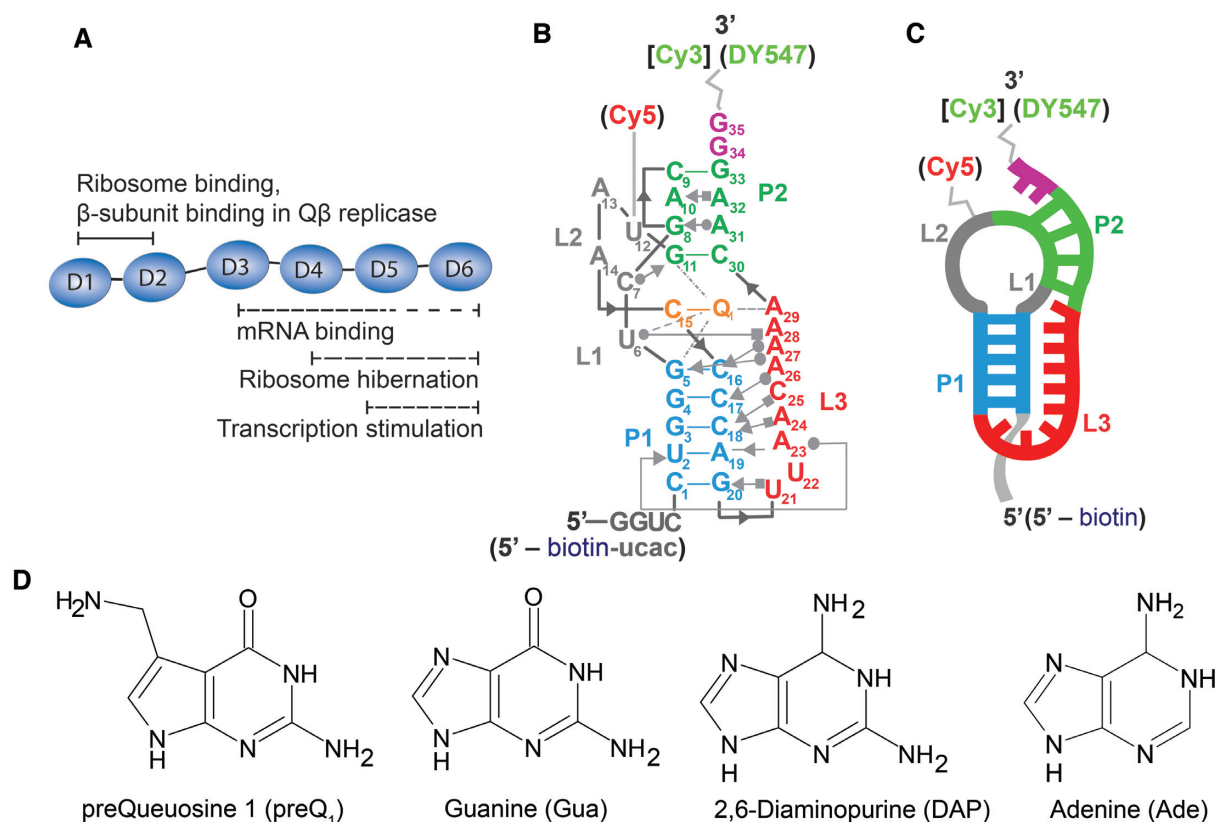 A
Ribosome binding,
β-subunit binding in Qβ replicase
D1 D2 D3 D4 D5 D6
mRNA binding
Ribosome hibernation
Transcription stimulation
B
3’
[Cy3] (DY547)
(Cy5)
G35
G34
C9 G33
A13 A10 A32 P2
L2 U12 G8 A31
A14 C7 G11 C30
C15 Q1 A29
L1 U6 A28
A27
G5 C16 A26
G4 C17 C25
G3 C18 A24 L3
P1 U2 A19 A23
U22
C1 G20 U21
5’–GGUC
(5’ – biotin-ucac)
C
3’
[Cy3] (DY547)
(Cy5)
L2 P2
L1
P1
L3
5’(5’ – biotin)
D
H2N O NH N H N NH2
preQueuosine 1 (preQ1)
O N NH N H N NH2
Guanine (Gua)
NH2 N NH N H N NH2
2,6-Diaminopurine (DAP)
NH2 N NH N H N
Adenine (Ade)